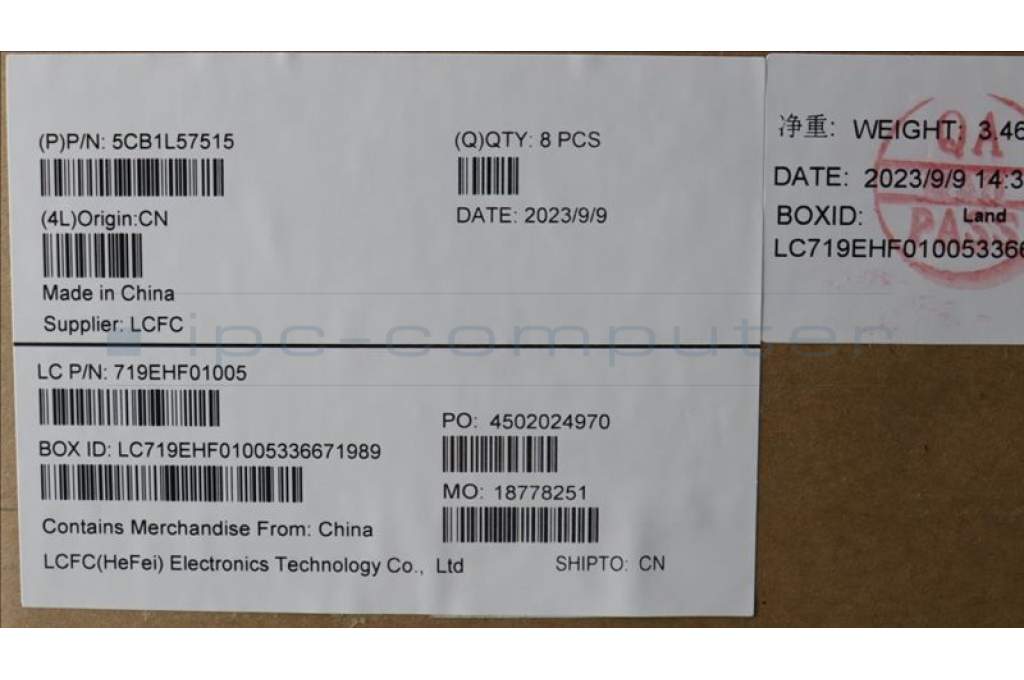 (P)P/N: 5CB1L57515
(Q)QTY: 8 PCS
(4L)Origin:CN
DATE: 2023/9/9
Made in China
Supplier: LCFC
LC P/N: 719EHF01005
PO: 4502024970
BOX ID: LC719EHF01005336671989
MO: 18778251
Contains Merchandise From: China
LCFC(HeFei) Electronics Technology Co., Ltd
SHIPTO: CN
净重: WEIGHT: 3.46
DATE: 2023/9/9 14:3
BOXID: Land
LC719EHF010053366
QA
PASS
ipc-computer